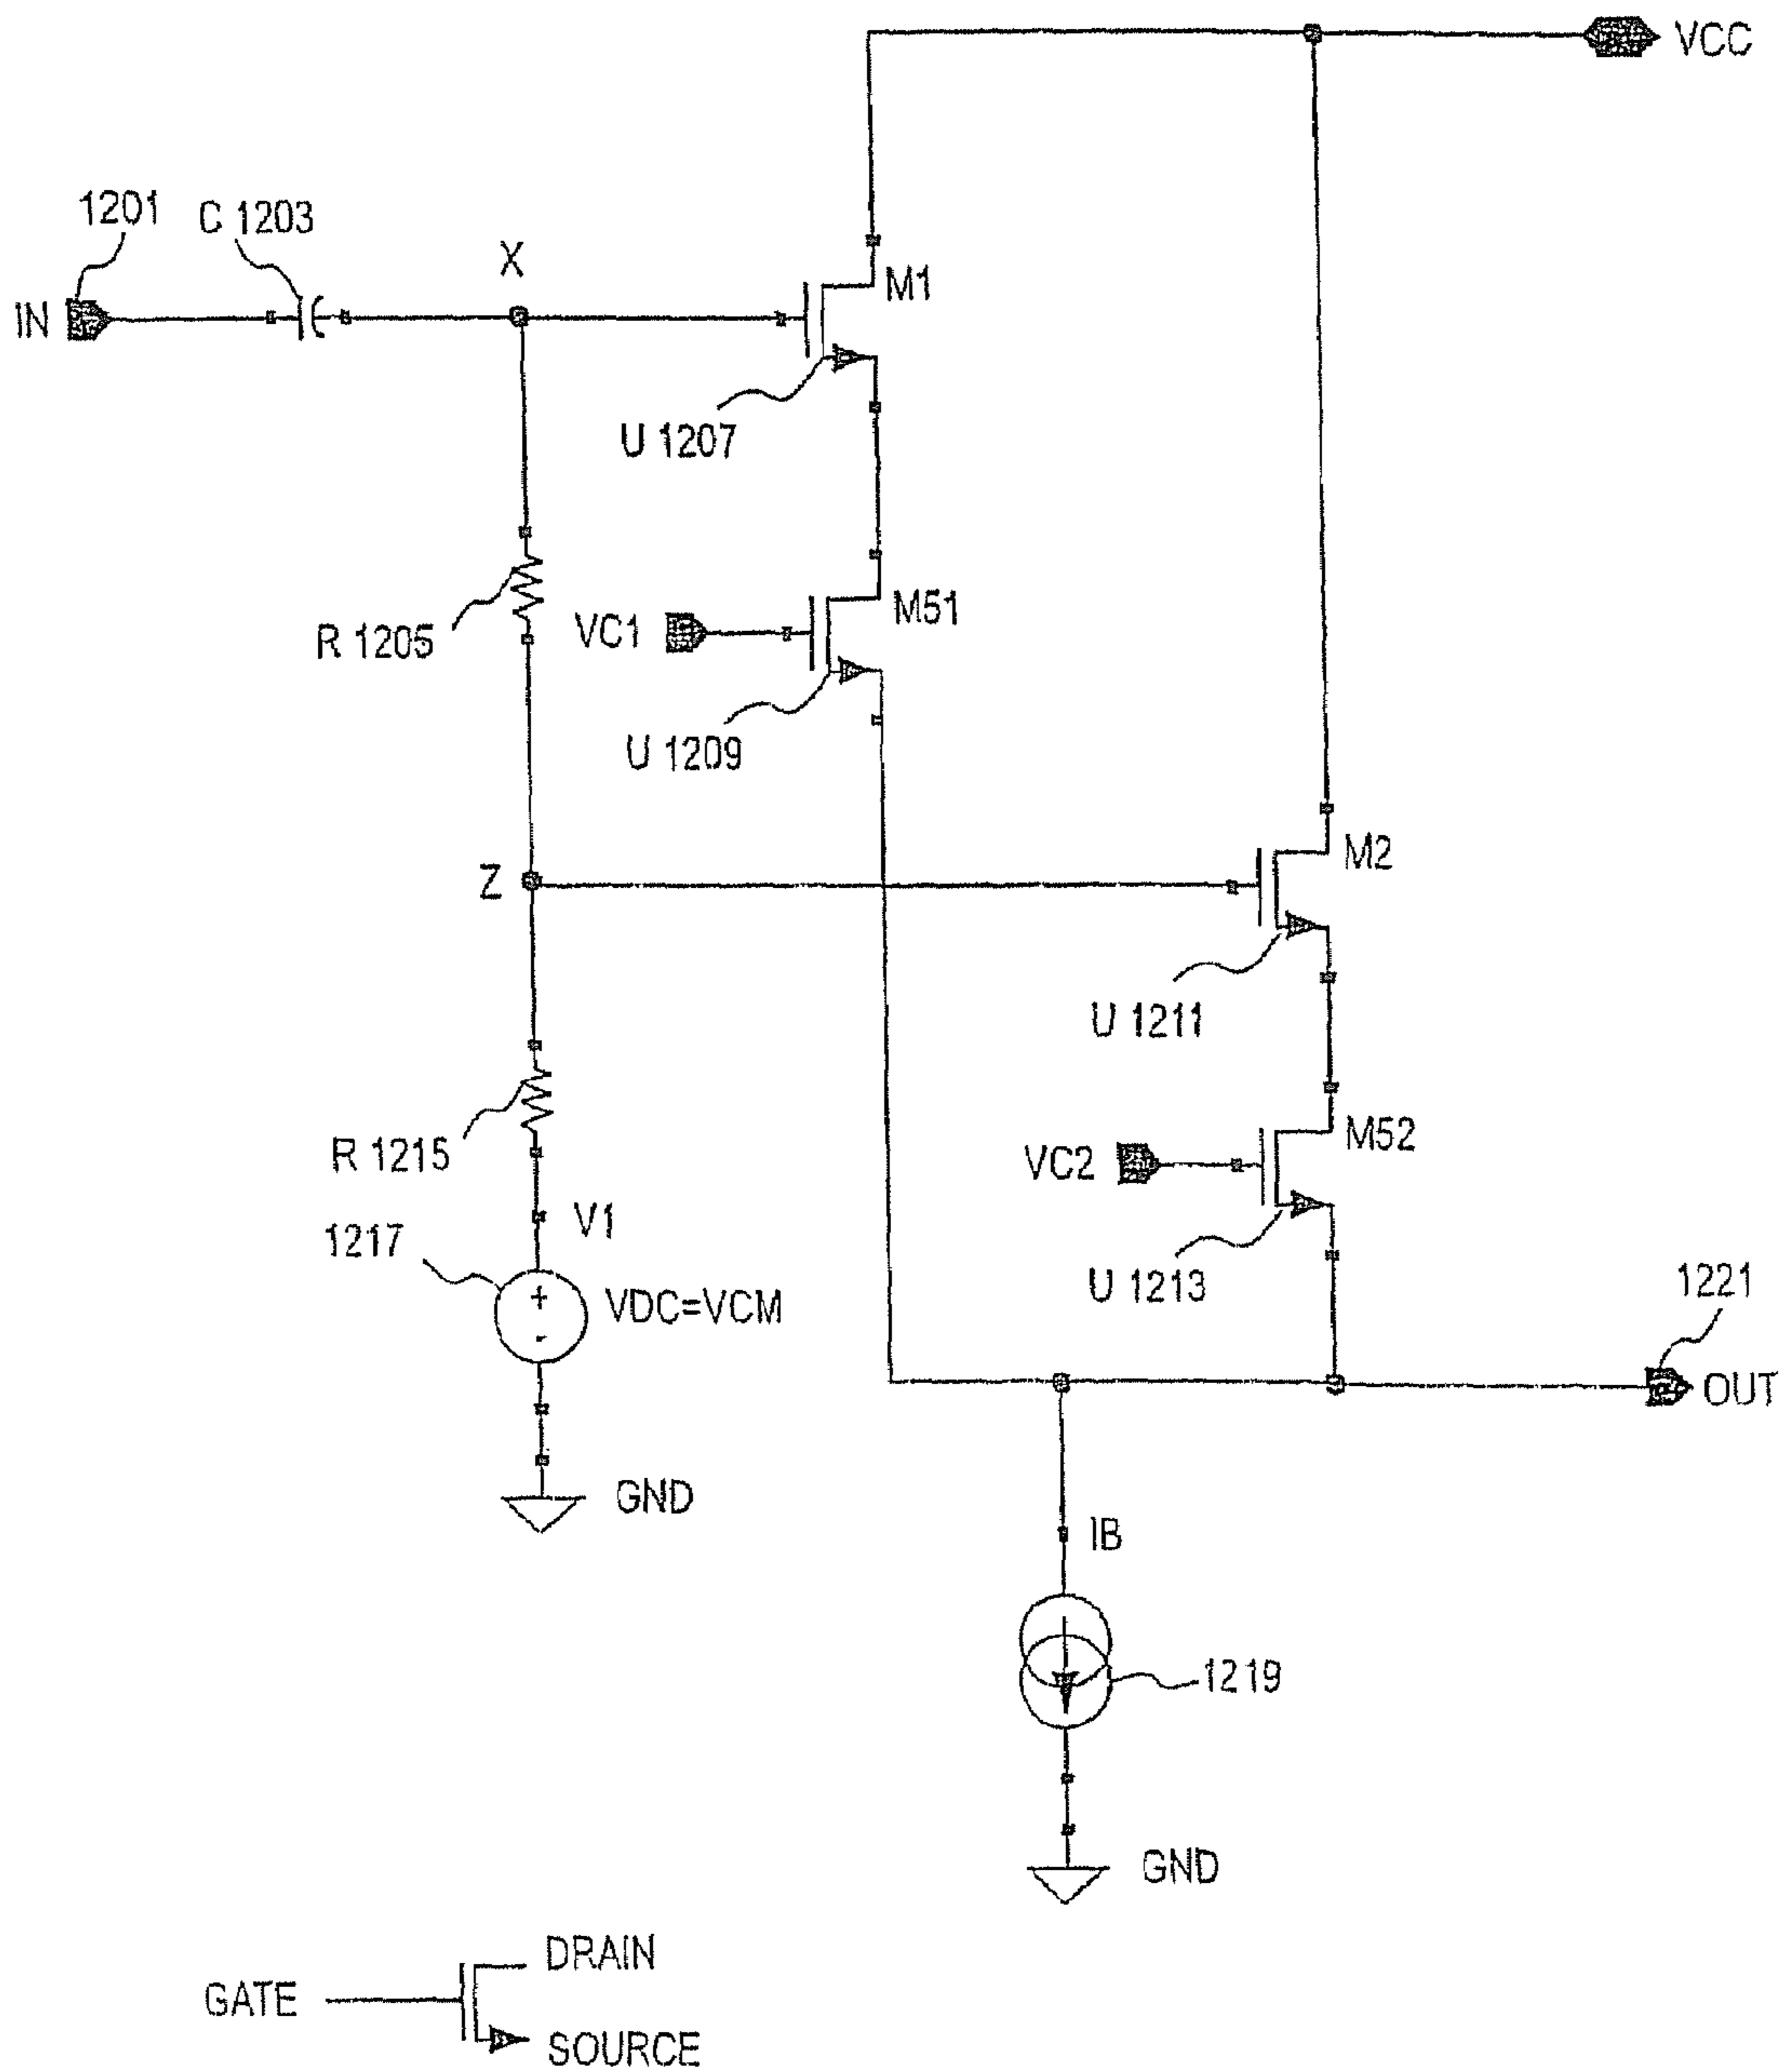 VCC
1201
C 1203
X
IN
M1
U 1207
R 1205
VC1
M51
U 1209
Z
M2
U 1211
R 1215
VC2
M52
V1
1217
VDC=VCM
U 1213
1221
OUT
GND
IB
1219
GND
DRAIN
GATE
SOURCE